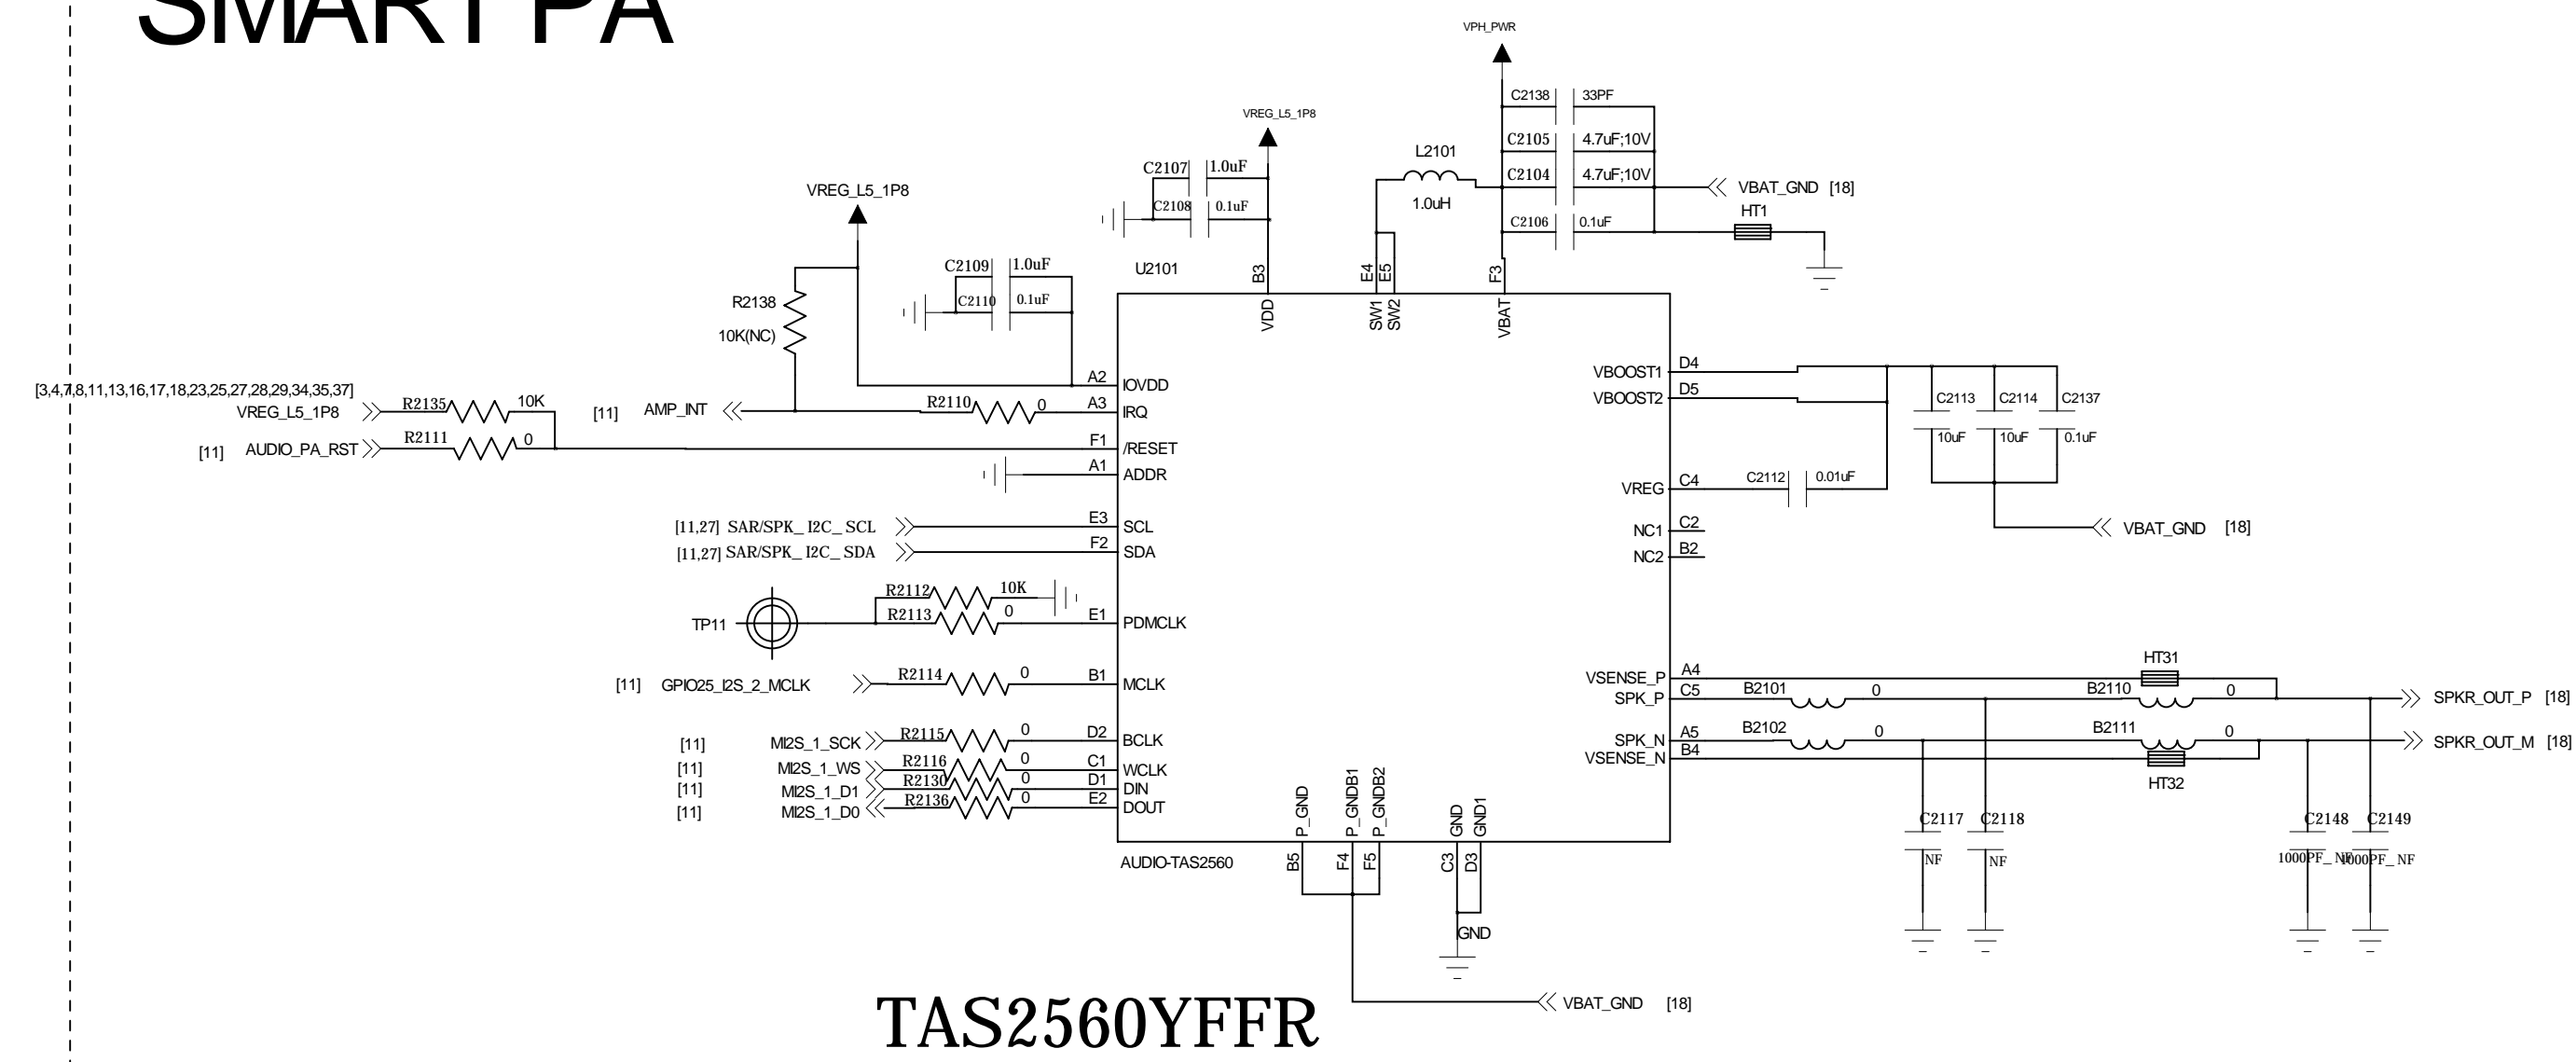 SMART PA
VPH_PWR
C2138 33PF
C2105 4.7uF;10V
C2104 4.7uF;10V
C2106 0.1uF
VBAT_GND [18]
HT1
L2101
1.0uH
VREG_L5_1P8
C2107 1.0uF
C2108 0.1uF
VREG_L5_1P8
C2109 1.0uF
C2110 0.1uF
R2138
10K(NC)
U2101
B3
E4
E5
F3
VDD
SW1
SW2
VBAT
[3,4,7,8,11,13,16,17,18,23,25,27,28,29,34,35,37]
VREG_L5_1P8 R2135 10K
[11] AUDIO_PA_RST R2111 0
[11] AMP_INT R2110 0
A2 IOVDD
A3 IRQ
F1 /RESET
A1 ADDR
[11,27] SAR/SPK_I2C_SCL E3 SCL
[11,27] SAR/SPK_I2C_SDA F2 SDA
R2112 10K
TP11 R2113 0 E1 PDMCLK
[11] GPIO25_I2S_2_MCLK R2114 0 B1 MCLK
[11] MI2S_1_SCK R2115 0 D2 BCLK
[11] MI2S_1_WS R2116 0 C1 WCLK
[11] MI2S_1_D1 R2130 0 D1 DIN
[11] MI2S_1_D0 R2136 0 E2 DOUT
VBOOST1 D4
VBOOST2 D5
C2113 C2114 C2137
10uF 10uF 0.1uF
VREG C4 C2112 0.01uF
NC1 C2
NC2 B2
VBAT_GND [18]
HT31
VSENSE_P A4
SPK_P C5 B2101 0 B2110 0 SPKR_OUT_P [18]
SPK_N A5 B2102 0 B2111 0 SPKR_OUT_M [18]
VSENSE_N B4
HT32
C2117 C2118 C2148 C2149
NF NF 1000PF_NF 1000PF_NF
P_GND
P_GNDB1
P_GNDB2
GND
GND1
B5
F4
F5
C3
D3
AUDIO-TAS2560
GND
VBAT_GND [18]
TAS2560YFFR